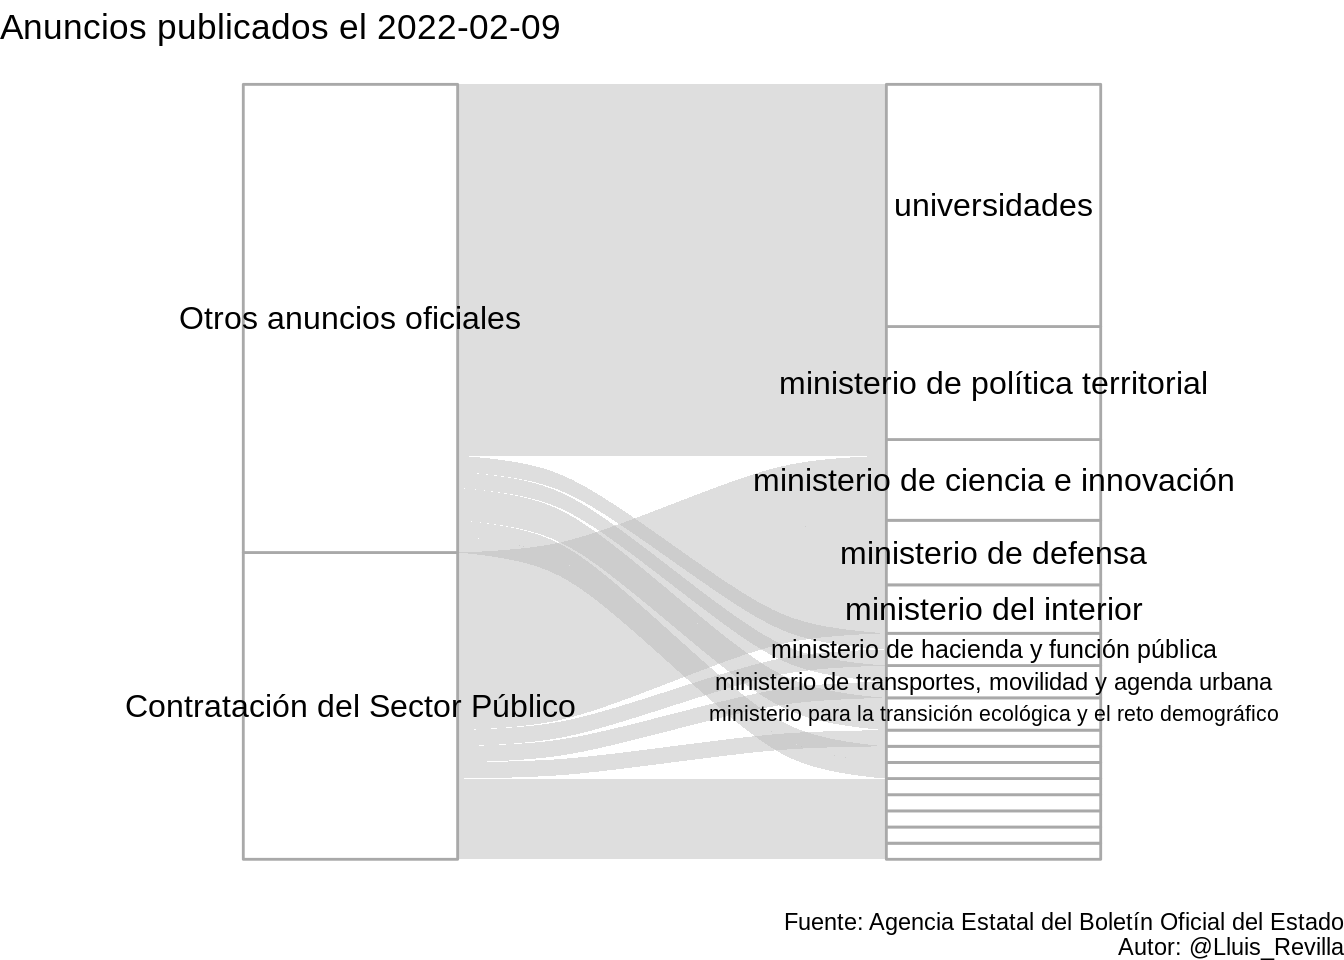 Anuncios publicados el 2022-02-09
universidades
Otros anuncios oficiales
ministerio de política territorial
ministerio de ciencia e innovación
ministerio de defensa
ministerio del interior
ministerio de hacienda y función pública
ministerio de transportes, movilidad y agenda urbana
Contratación del Sector Público
ministerio para la transición ecológica y el reto demográfico
Fuente: Agencia Estatal del Boletín Oficial del Estado
Autor: @Lluis_Revilla